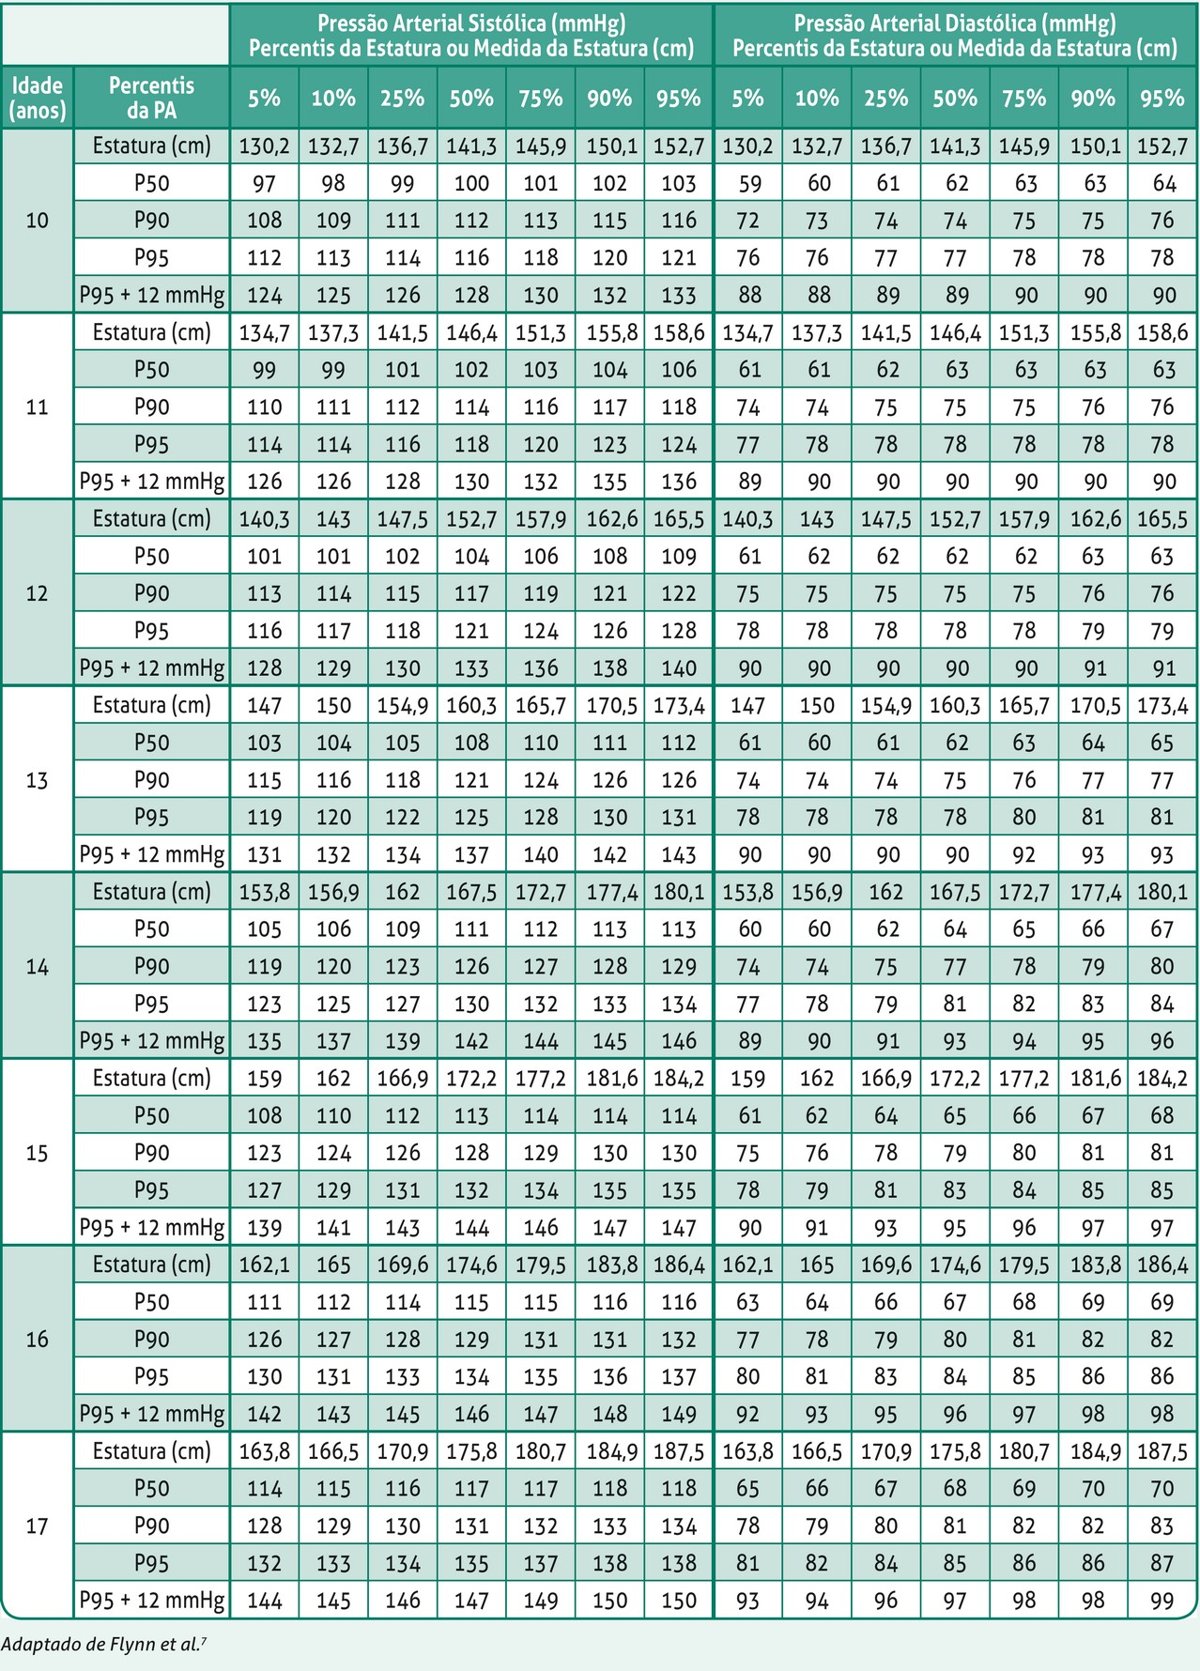 Pressão Arterial Sistólica (mmHg) Pressão Arterial Diastólica (mmHg)
Percentis da Estatura ou Medida da Estatura (cm) Percentis da Estatura ou Medida da Estatura (cm)
Idade (anos) Percentis da PA 5% 10% 25% 50% 75% 90% 95% 5% 10% 25% 50% 75% 90% 95%
10
Estatura (cm) 130,2 132,7 136,7 141,3 145,9 150,1 152,7 130,2 132,7 136,7 141,3 145,9 150,1 152,7
P50 97 98 99 100 101 102 103 59 60 61 62 63 63 64
P90 108 109 111 112 113 115 116 72 73 74 74 75 75 76
P95 112 113 114 116 118 120 121 76 76 77 77 78 78 78
P95 + 12 mmHg 124 125 126 128 130 132 133 88 88 89 89 90 90 90
11
Estatura (cm) 134,7 137,3 141,5 146,4 151,3 155,8 158,6 134,7 137,3 141,5 146,4 151,3 155,8 158,6
P50 99 99 101 102 103 104 106 61 61 62 63 63 63 63
P90 110 111 112 114 116 117 118 74 74 75 75 75 76 76
P95 114 114 116 118 120 123 124 77 78 78 78 78 78 78
P95 + 12 mmHg 126 126 128 130 132 135 136 89 90 90 90 90 90 90
12
Estatura (cm) 140,3 143 147,5 152,7 157,9 162,6 165,5 140,3 143 147,5 152,7 157,9 162,6 165,5
P50 101 101 102 104 106 108 109 61 62 62 62 62 63 63
P90 113 114 115 117 119 121 122 75 75 75 75 75 76 76
P95 116 117 118 121 124 126 128 78 78 78 78 78 79 79
P95 + 12 mmHg 128 129 130 133 136 138 140 90 90 90 90 90 91 91
13
Estatura (cm) 147 150 154,9 160,3 165,7 170,5 173,4 147 150 154,9 160,3 165,7 170,5 173,4
P50 103 104 105 108 110 111 112 61 60 61 62 63 64 65
P90 115 116 118 121 124 126 126 74 74 74 75 76 77 77
P95 119 120 122 125 128 130 131 78 78 78 78 80 81 81
P95 + 12 mmHg 131 132 134 137 140 142 143 90 90 90 90 92 93 93
14
Estatura (cm) 153,8 156,9 162 167,5 172,7 177,4 180,1 153,8 156,9 162 167,5 172,7 177,4 180,1
P50 105 106 109 111 112 113 113 60 60 62 64 65 66 67
P90 119 120 123 126 127 128 129 74 74 75 77 78 79 80
P95 123 125 127 130 132 133 134 77 78 79 81 82 83 84
P95 + 12 mmHg 135 137 139 142 144 145 146 89 90 91 93 94 95 96
15
Estatura (cm) 159 162 166,9 172,2 177,2 181,6 184,2 159 162 166,9 172,2 177,2 181,6 184,2
P50 108 110 112 113 114 114 114 61 62 64 65 66 67 68
P90 123 124 126 128 129 130 130 75 76 78 79 80 81 81
P95 127 129 131 132 134 135 135 78 79 81 83 84 85 85
P95 + 12 mmHg 139 141 143 144 146 147 147 90 91 93 95 96 97 97
16
Estatura (cm) 162,1 165 169,6 174,6 179,5 183,8 186,4 162,1 165 169,6 174,6 179,5 183,8 186,4
P50 111 112 114 115 115 116 116 63 64 66 67 68 69 69
P90 126 127 128 129 131 131 132 77 78 79 80 81 82 82
P95 130 131 133 134 135 136 137 80 81 83 84 85 86 86
P95 + 12 mmHg 142 143 145 146 147 148 149 92 93 95 96 97 98 98
17
Estatura (cm) 163,8 166,5 170,9 175,8 180,7 184,9 187,5 163,8 166,5 170,9 175,8 180,7 184,9 187,5
P50 114 115 116 117 117 118 118 65 66 67 68 69 70 70
P90 128 129 130 131 132 133 134 78 79 80 81 82 82 83
P95 132 133 134 135 137 138 138 81 82 84 85 86 86 87
P95 + 12 mmHg 144 145 146 147 149 150 150 93 94 96 97 98 98 99
Adaptado de Flynn et al.⁷